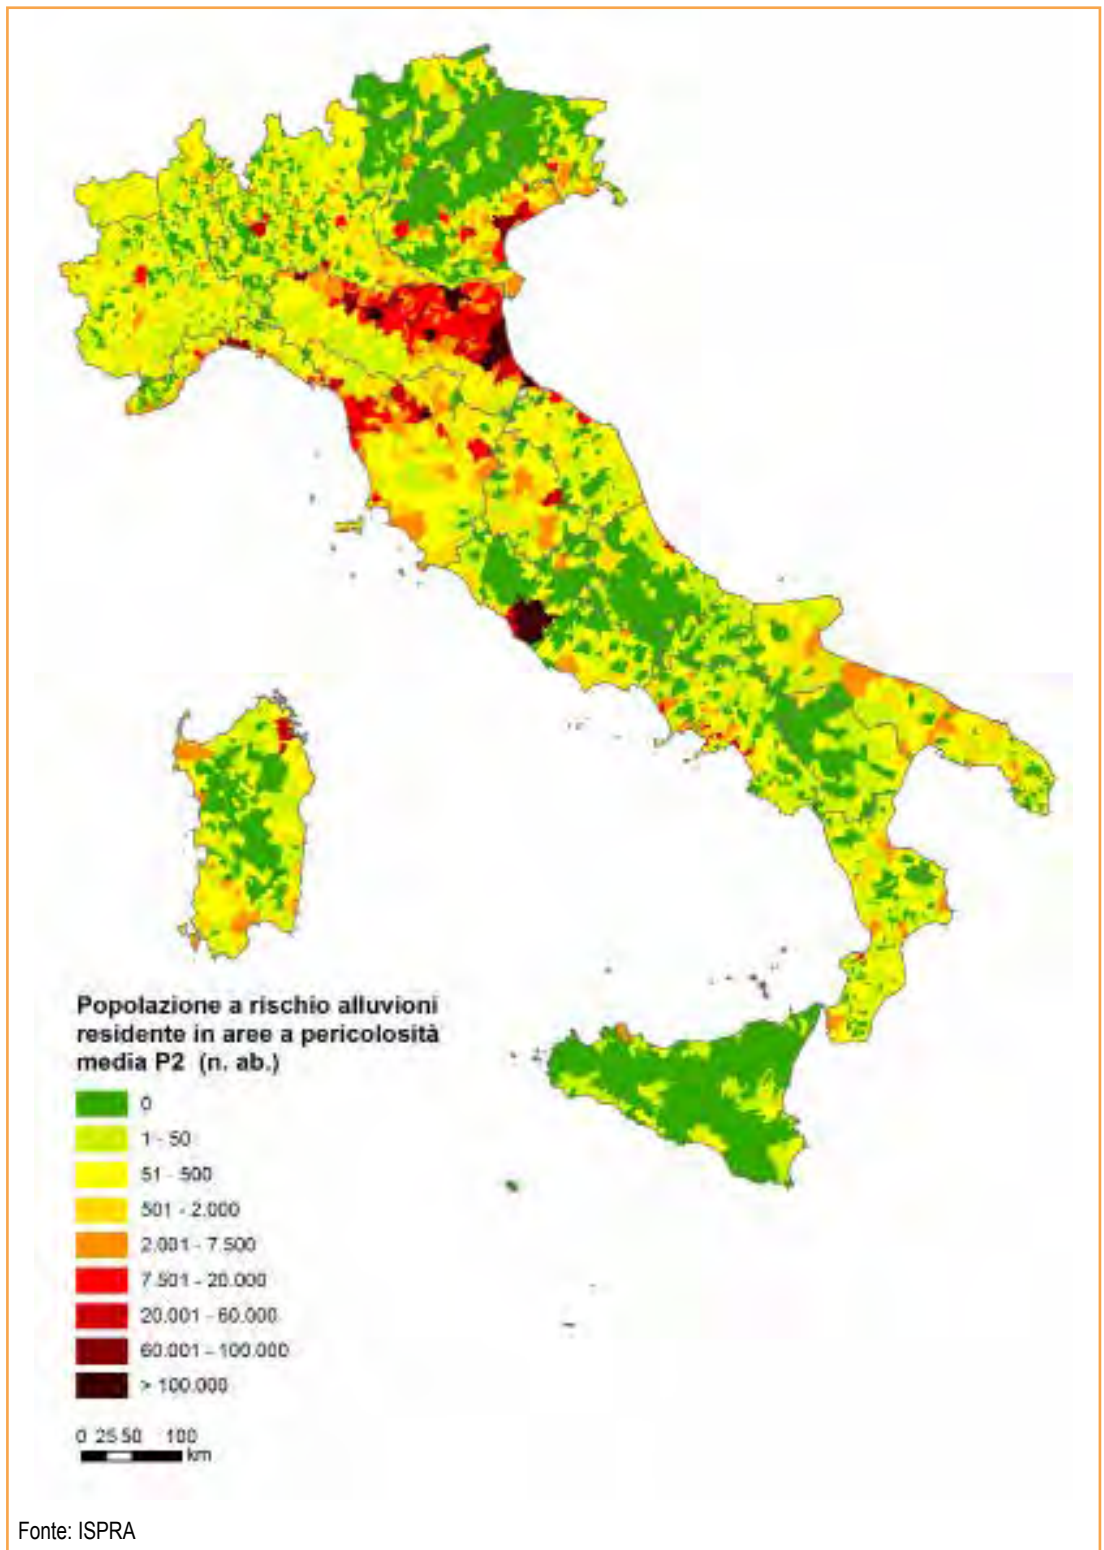 Popolazione a rischio alluvioni
residente in aree a pericolosità
media P2 (n. ab.)
0
1 - 50
51 - 500
501 - 2.000
2.001 - 7.500
7.501 - 20.000
20.001 - 60.000
60.001 - 100.000
> 100.000
0 25 50 100
km
Fonte: ISPRA